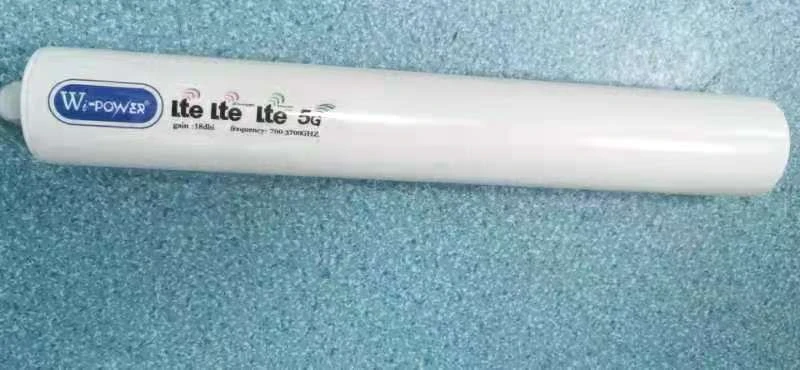 Wi-POWER®
Lte Lte Lte 5G
gain :18dbi frequency: 700-3700GHZ